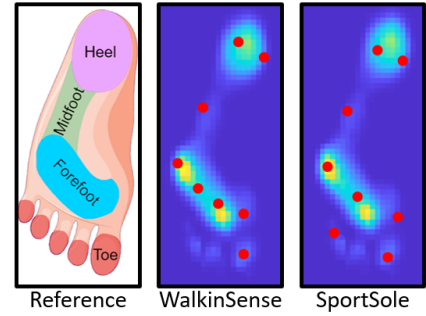 Heel
Midfoot
Forefoot
Toe
Reference
WalkinSense
SportSole